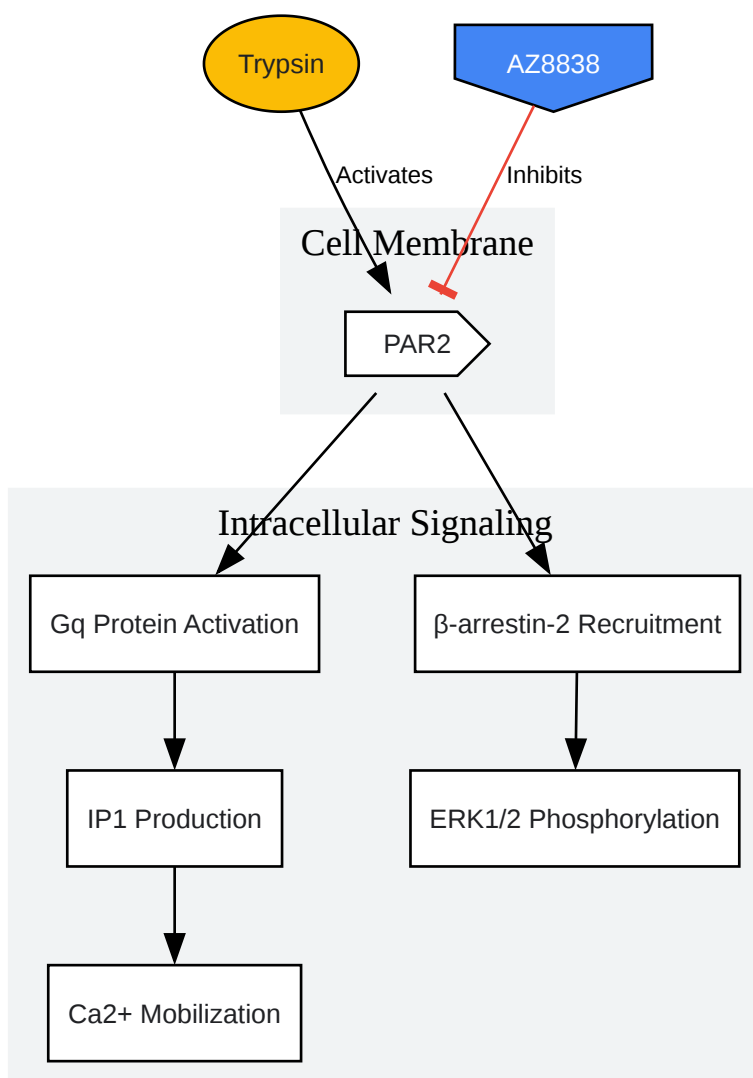 Trypsin
AZ8838
Activates
Inhibits
Cell Membrane
PAR2
Intracellular Signaling
Gq Protein Activation
β-arrestin-2 Recruitment
IP1 Production
ERK1/2 Phosphorylation
Ca2+ Mobilization